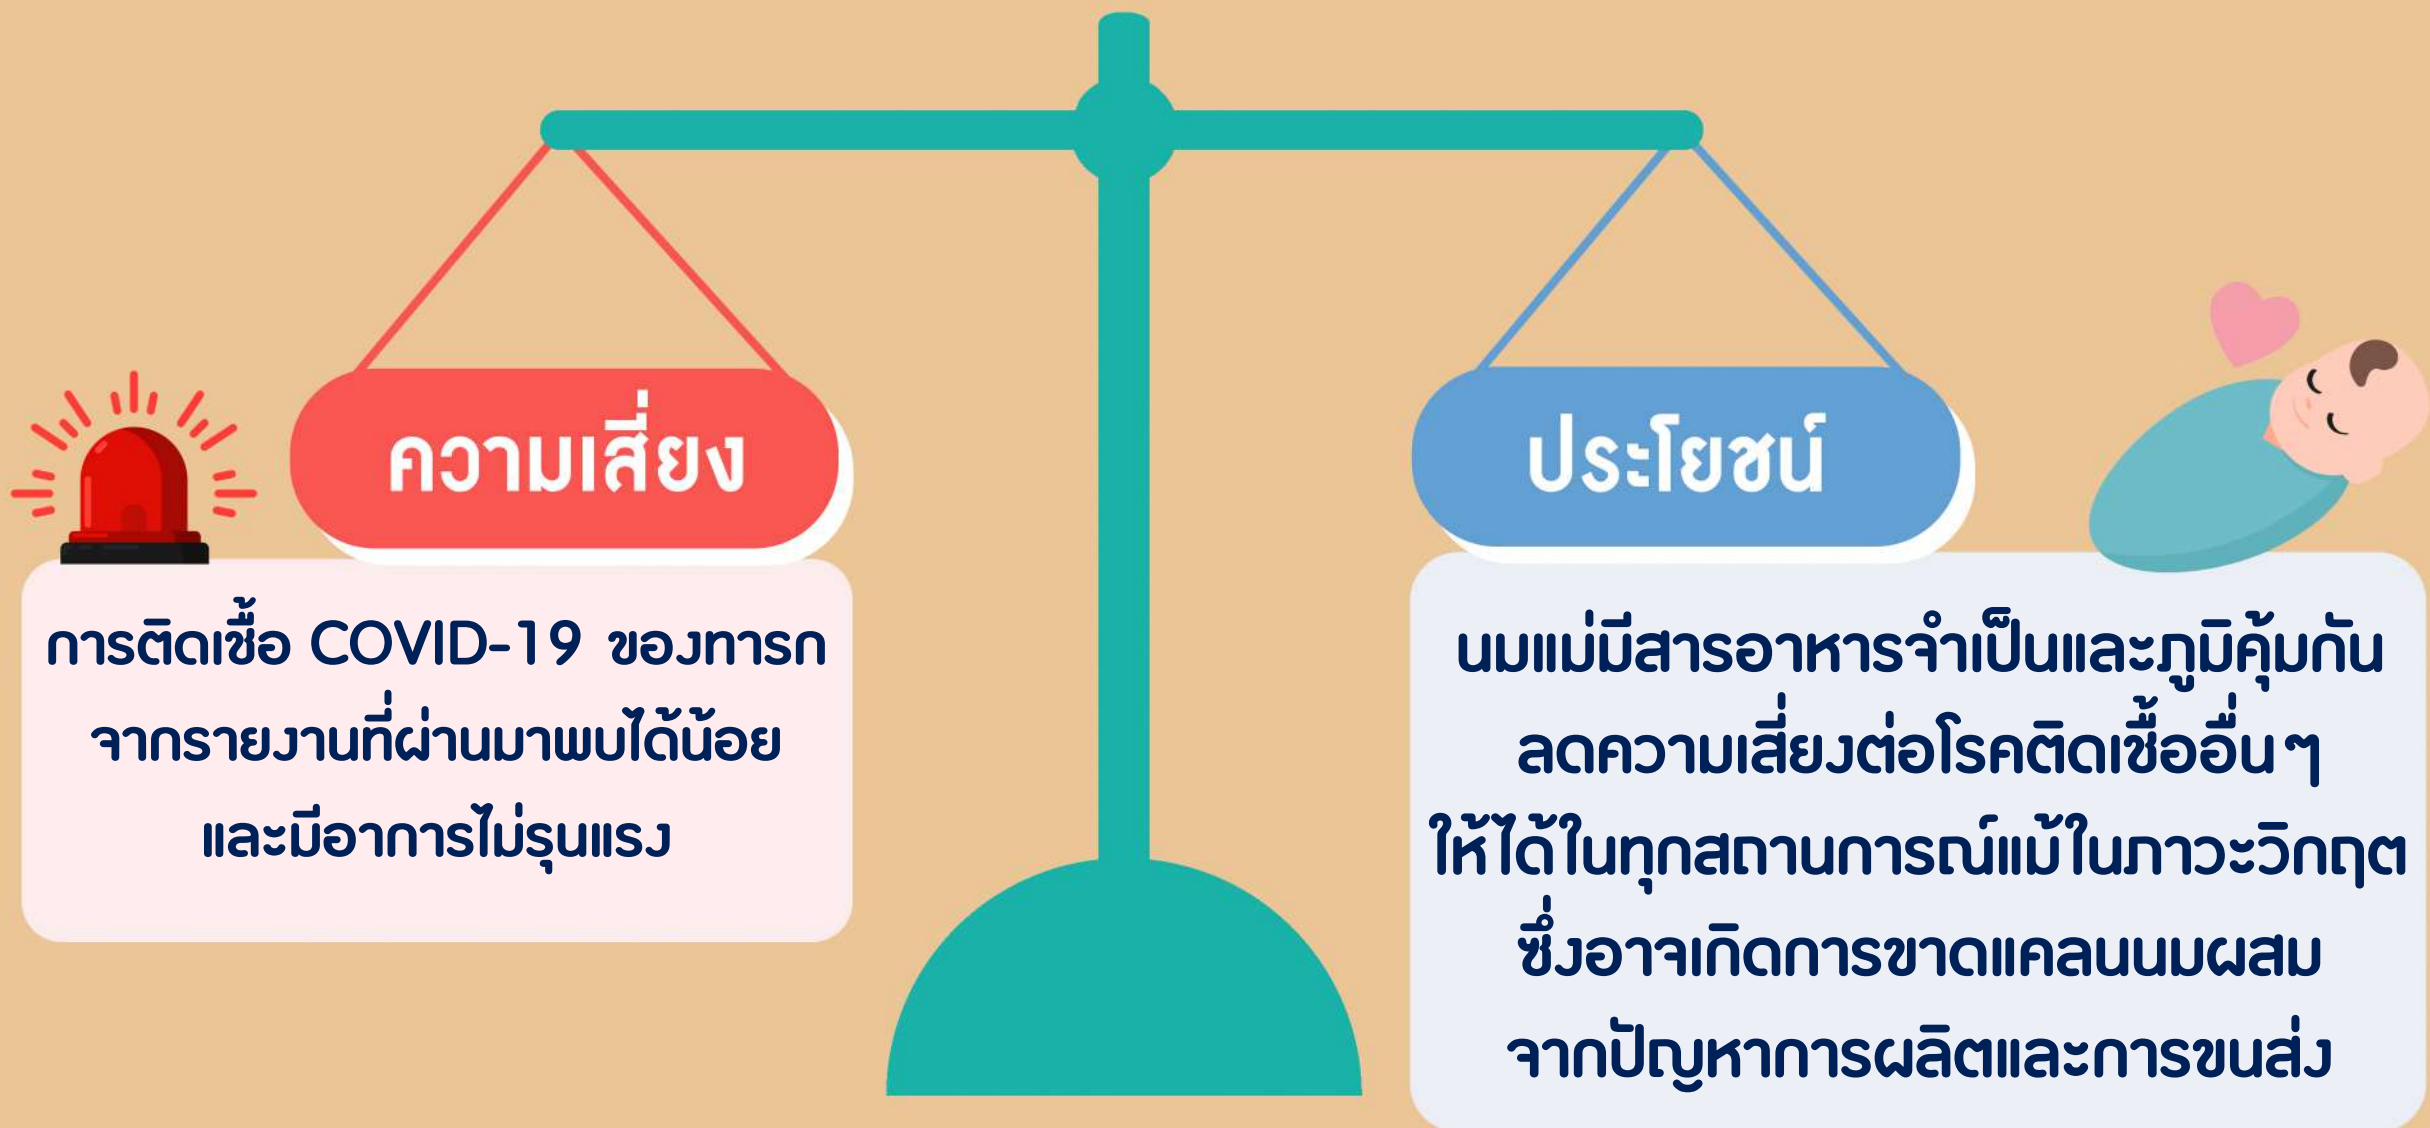 ความเสี่ยง
การติดเชื้อ COVID-19 ของทารก
จากรายงานที่ผ่านมาพบได้น้อย
และมีอาการไม่รุนแรง
ประโยชน์
นมแม่มีสารอาหารจำเป็นและภูมิคุ้มกัน
ลดความเสี่ยงต่อโรคติดเชื้ออื่นๆ
ให้ได้ในทุกสถานการณ์แม้ในภาวะวิกฤต
ซึ่งอาจเกิดการขาดแคลนนมผสม
จากปัญหาการผลิตและการขนส่ง